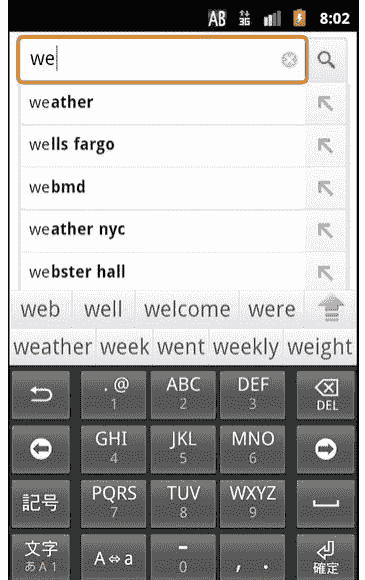 AB 3G 8:02
we
weather
wells fargo
webmd
weather nyc
webster hall
web well welcome were
weather week went weekly weight
. @ ABC DEF
1 2 3 DEL
GHI JKL MNO
4 5 6
記号 PQRS TUV WXYZ
7 8 9
文字 A⇔a - , .
あA1 0 確定